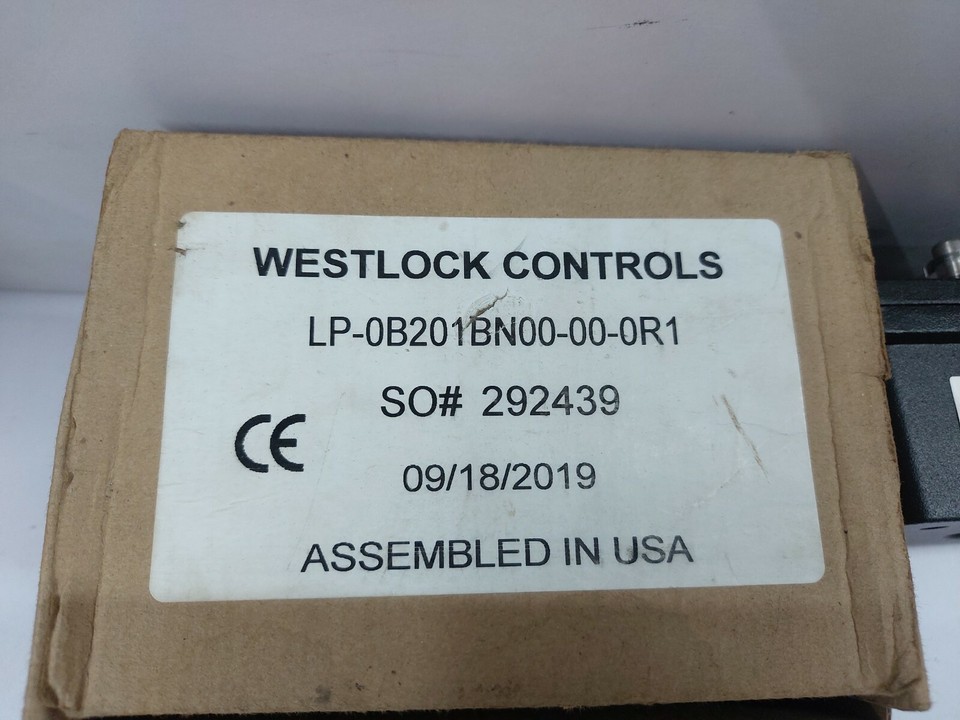 WESTLOCK CONTROLS
LP-0B201BN00-00-0R1
SO# 292439
CE
09/18/2019
ASSEMBLED IN USA